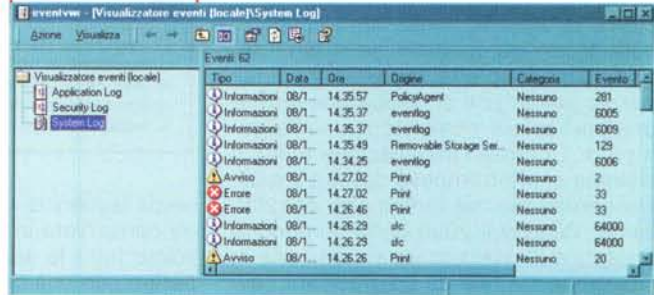 eventvwr - [Visualizzatore eventi (locale)\System Log]
Azione Visualizza
Eventi: 62
Visualizzatore eventi (locale)
Application Log
Security Log
System Log
Tipo Data Ora Origine Categoria Evento
Informazioni 08/1... 14.35.57 PolicyAgent Nessuno 281
Informazioni 08/1... 14.35.37 eventlog Nessuno 6005
Informazioni 08/1... 14.35.37 eventlog Nessuno 6009
Informazioni 08/1... 14.35.49 Removable Storage Ser... Nessuno 129
Informazioni 08/1... 14.34.25 eventlog Nessuno 6006
Avviso 08/1... 14.27.02 Print Nessuno 2
Errore 08/1... 14.27.02 Print Nessuno 33
Errore 08/1... 14.26.46 Print Nessuno 33
Informazioni 08/1... 14.26.29 sfc Nessuno 64000
Informazioni 08/1... 14.26.29 sfc Nessuno 64000
Avviso 08/1... 14.26.26 Print Nessuno 20